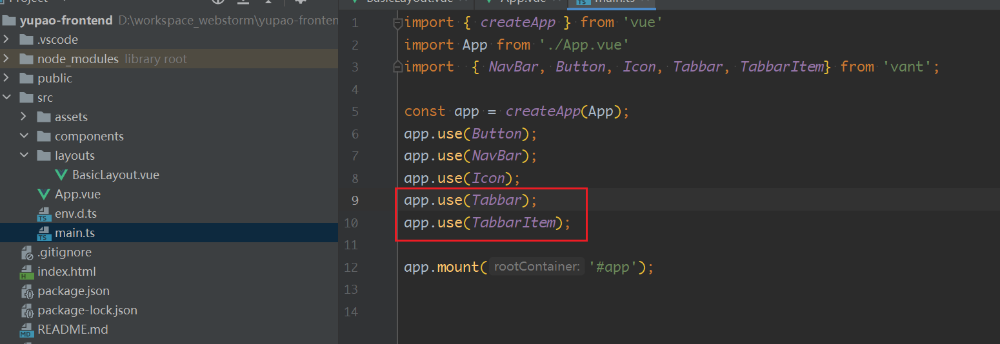 Project
yupao-frontend D:\workspace_webstorm\yupao-fronten
.vscode
node_modules library root
public
src
assets
components
layouts
BasicLayout.vue
App.vue
env.d.ts
main.ts
.gitignore
index.html
package.json
package-lock.json
README.md
BasicLayout.vue App.vue main.ts
1 import { createApp } from 'vue'
2 import App from './App.vue'
3 import  { NavBar, Button, Icon, Tabbar, TabbarItem} from 'vant';
4
5 const app = createApp(App);
6 app.use(Button);
7 app.use(NavBar);
8 app.use(Icon);
9 app.use(Tabbar);
10 app.use(TabbarItem);
11
12 app.mount( rootContainer: '#app');
13
14